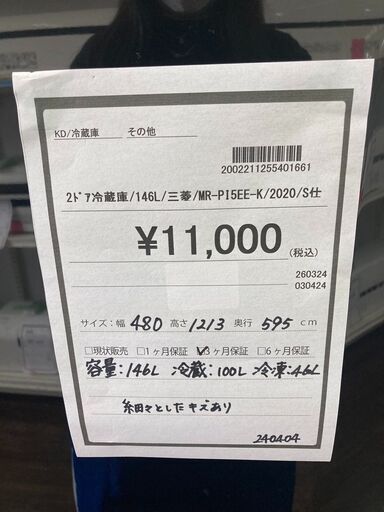 KD/冷蔵庫 その他
2002211255401661
2ドア冷蔵庫/146L/三菱/MR-PI5EE-K/2020/S仕
¥11,000(税込)
260324
030424
サイズ:幅 480 高さ 1213 奥行 595 cm
□現状販売 □1ヶ月保証 ☑3ヶ月保証 □6ヶ月保証
容量:146L 冷蔵:100L 冷凍:46L
細々としたキズあり
240404